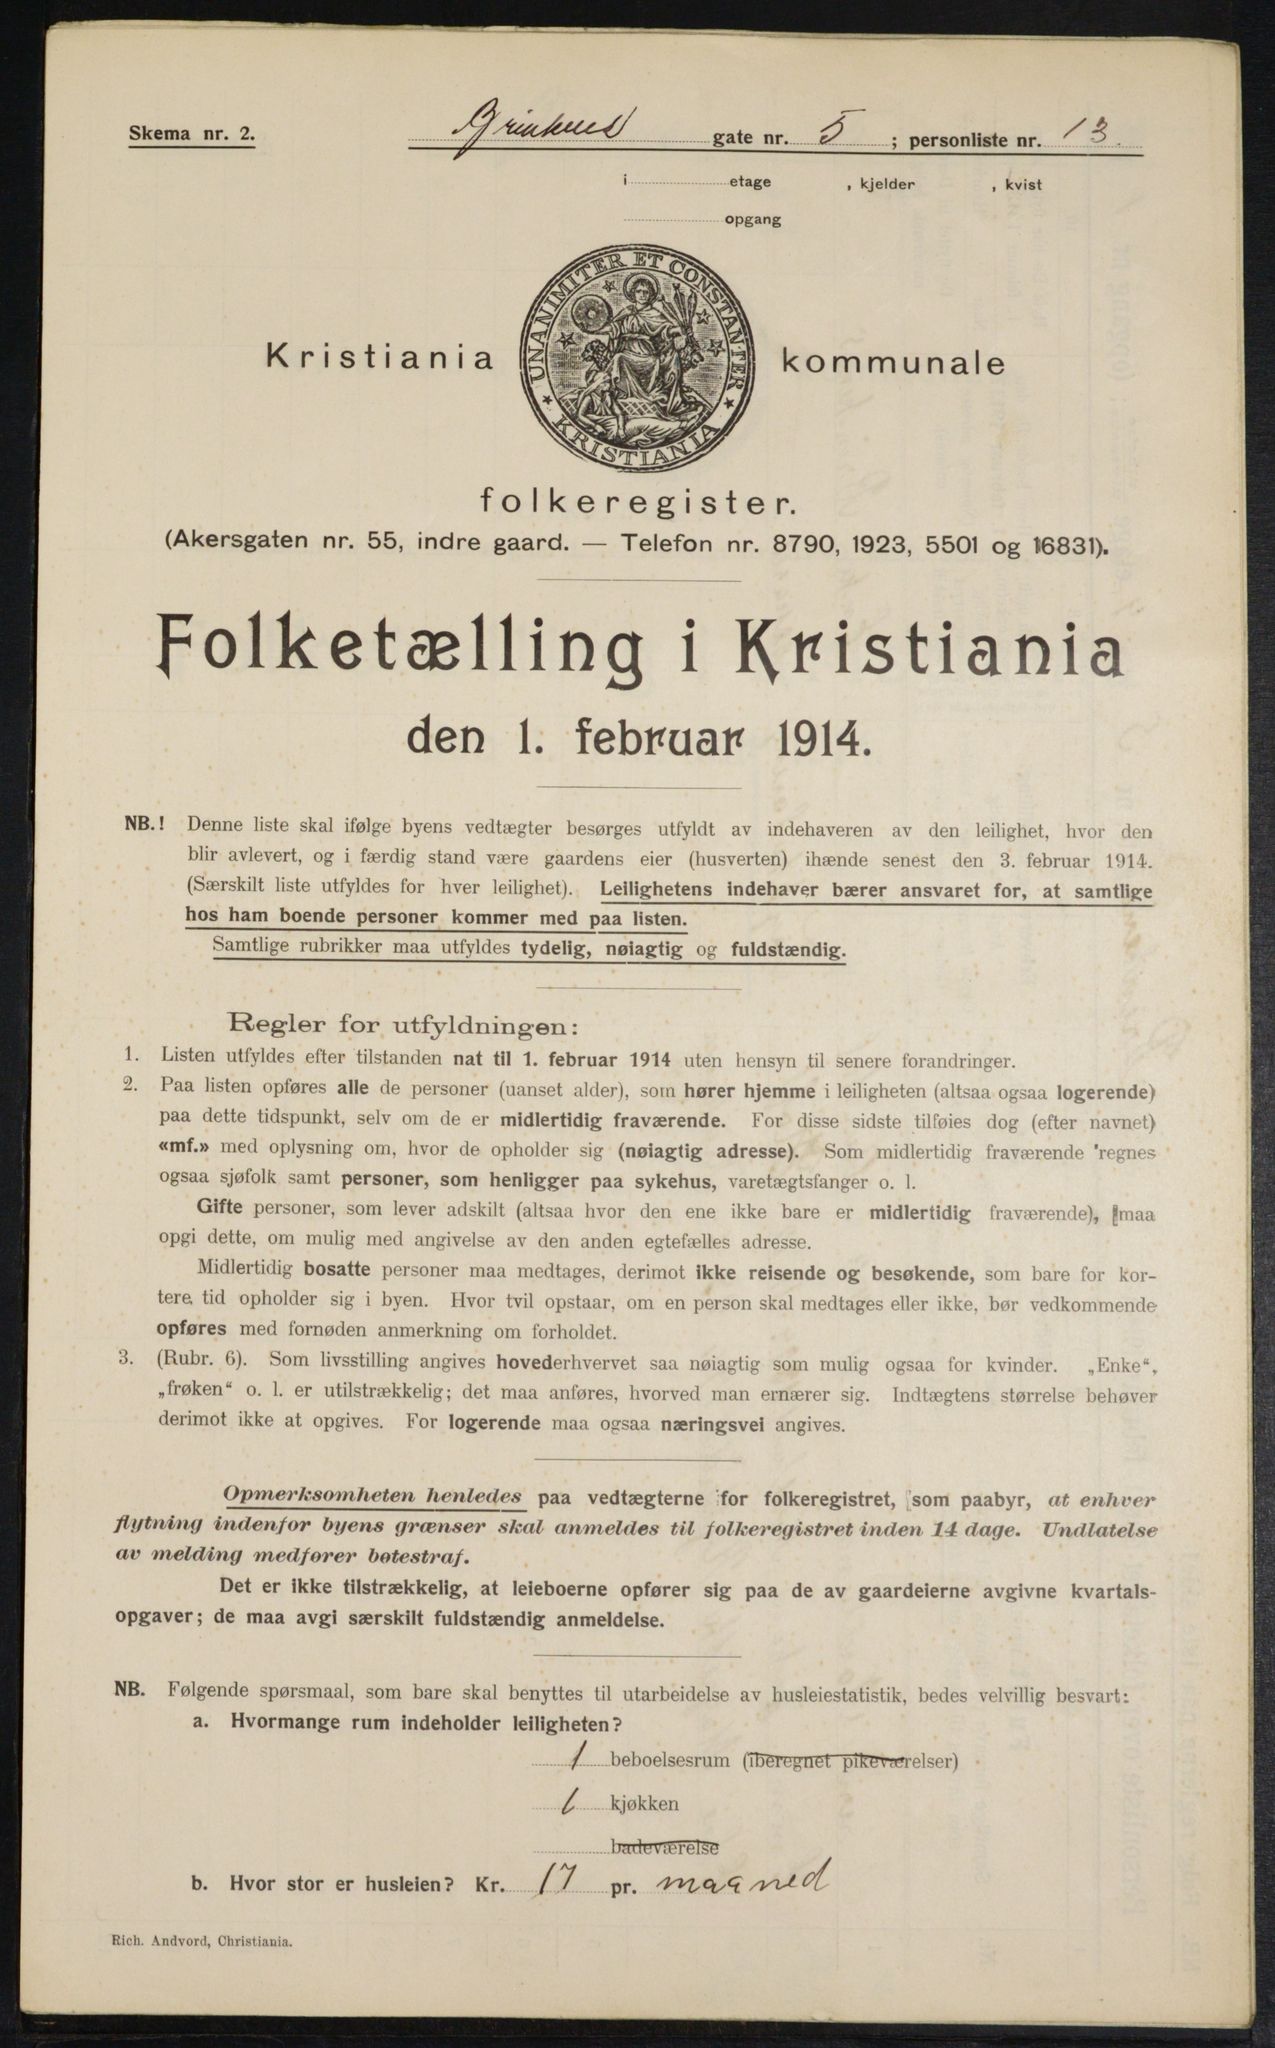 Skema nr. 2.
Brinkens gate nr. 5 ; personliste nr. 13.
i etage , kjelder , kvist
opgang
UNANIMITER ET CONSTANTER
KRISTIANIA
Kristiania kommunale
folkeregister.
(Akersgaten nr. 55, indre gaard. — Telefon nr. 8790, 1923, 5501 og 16831).
Folketælling i Kristiania
den 1. februar 1914.
NB.! Denne liste skal ifølge byens vedtægter besørges utfyldt av indehaveren av den leilighet, hvor den
blir avlevert, og i færdig stand være gaardens eier (husverten) ihænde senest den 3. februar 1914.
(Særskilt liste utfyldes for hver leilighet). Leilighetens indehaver bærer ansvaret for, at samtlige
hos ham boende personer kommer med paa listen.
Samtlige rubrikker maa utfyldes tydelig, nøiagtig og fuldstændig.
Regler for utfyldningen:
1. Listen utfyldes efter tilstanden nat til 1. februar 1914 uten hensyn til senere forandringer.
2. Paa listen opføres alle de personer (uanset alder), som hører hjemme i leiligheten (altsaa ogsaa logerende)
paa dette tidspunkt, selv om de er midlertidig fraværende. For disse sidste tilføies dog (efter navnet)
«mf.» med oplysning om, hvor de opholder sig (nøiagtig adresse). Som midlertidig fraværende regnes
ogsaa sjøfolk samt personer, som henligger paa sykehus, varetægtsfanger o. l.
Gifte personer, som lever adskilt (altsaa hvor den ene ikke bare er midlertidig fraværende), maa
opgi dette, om mulig med angivelse av den anden egtefælles adresse.
Midlertidig bosatte personer maa medtages, derimot ikke reisende og besøkende, som bare for kor-
tere tid opholder sig i byen. Hvor tvil opstaar, om en person skal medtages eller ikke, bør vedkommende
opføres med fornøden anmerkning om forholdet.
3. (Rubr. 6). Som livsstilling angives hovederhvervet saa nøiagtig som mulig ogsaa for kvinder. „Enke“,
„frøken“ o. l. er utilstrækkelig; det maa anføres, hvorved man ernærer sig. Indtægtens størrelse behøver
derimot ikke at opgives. For logerende maa ogsaa næringsvei angives.
Opmerksomheten henledes paa vedtægterne for folkeregistret, som paabyr, at enhver
flytning indenfor byens grænser skal anmeldes til folkeregistret inden 14 dage. Undlatelse
av melding medfører bøtestraf.
Det er ikke tilstrækkelig, at leieboerne opfører sig paa de av gaardeierne avgivne kvartals-
opgaver; de maa avgi særskilt fuldstændig anmeldelse.
NB. Følgende spørsmaal, som bare skal benyttes til utarbeidelse av husleiestatistik, bedes velvillig besvart:
a. Hvormange rum indeholder leiligheten?
1 beboelsesrum (iberegnet pikeværelser)
1 kjøkken
badeværelse
b. Hvor stor er husleien? Kr. 17 pr. maaned
Rich. Andvord, Christiania.